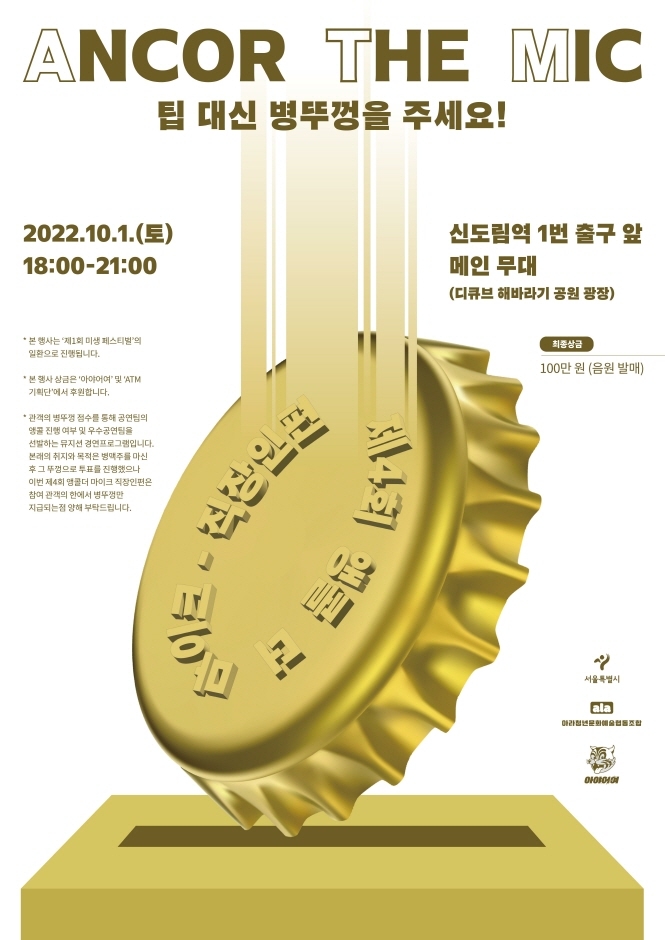 ANCOR THE MIC
팁 대신 병뚜껑을 주세요!
2022.10.1.(토)
18:00-21:00
신도림역 1번 출구 앞
메인 무대
(디큐브 해바라기 공원 광장)
* 본 행사는 '제1회 미생 페스티벌'의
일환으로 진행됩니다.
* 본 행사 상금은 '아야어여' 및 'ATM
기획단'에서 후원합니다.
* 관객의 병뚜껑 점수를 통해 공연팀의
앵콜 진행 여부 및 우수공연팀을
선발하는 뮤지션 경연프로그램입니다.
본래의 취지와 목적은 병맥주를 마신
후 그 뚜껑으로 투표를 진행했으나
이번 제4회 앵콜더 마이크 직장인편은
참여 관객의 한에서 병뚜껑만
지급되는점 양해 부탁드립니다.
최종상금
100만 원 (음원 발매)
제4회 앵콜 더 마이크 - 직장인편
서울특별시
ala
아라청년문화예술협동조합
아야어여